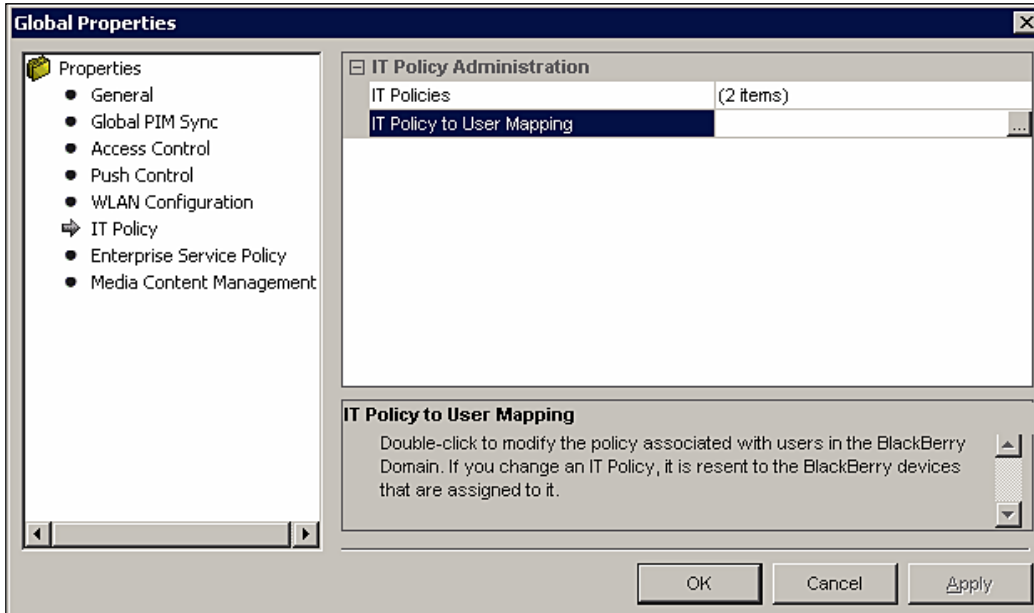 Global Properties
Properties
General
Global PIM Sync
Access Control
Push Control
WLAN Configuration
IT Policy
Enterprise Service Policy
Media Content Management
IT Policy Administration
IT Policies (2 items)
IT Policy to User Mapping ...
IT Policy to User Mapping
Double-click to modify the policy associated with users in the BlackBerry
Domain. If you change an IT Policy, it is resent to the BlackBerry devices
that are assigned to it.
OK Cancel Apply